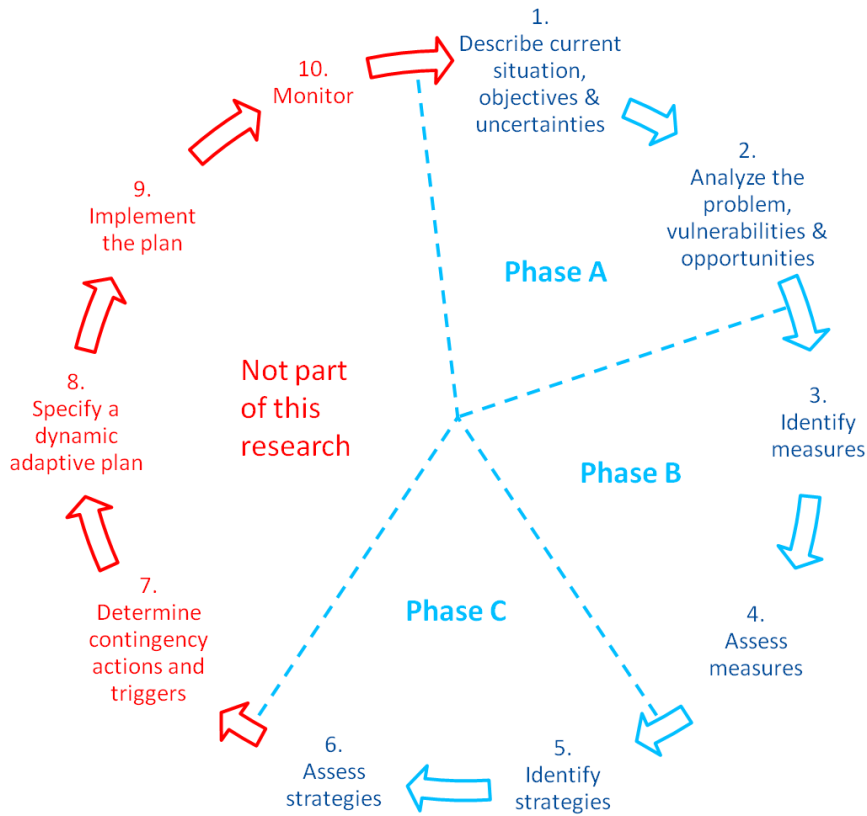 1.
Describe current
situation,
objectives &
uncertainties
2.
Analyze the
problem,
vulnerabilities &
opportunities
Phase A
3.
Identify
measures
Phase B
4.
Assess
measures
5.
Identify
strategies
Phase C
6.
Assess
strategies
7.
Determine
contingency
actions and
triggers
8.
Specify a
dynamic
adaptive plan
Not part
of this
research
9.
Implement
the plan
10.
Monitor